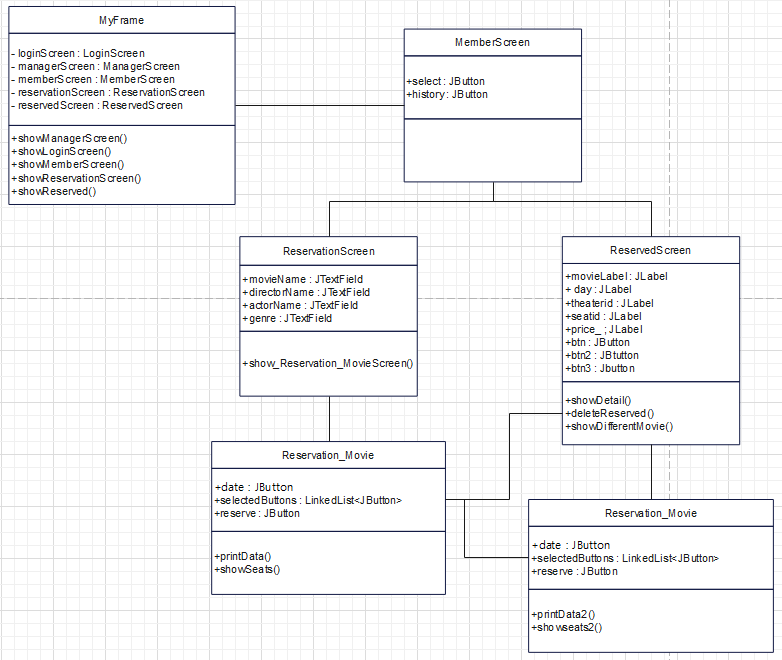 MyFrame
- loginScreen : LoginScreen
- managerScreen : ManagerScreen
- memberScreen : MemberScreen
- reservationScreen : ReservationScreen
- reservedScreen : ReservedScreen
+showManagerScreen()
+showLoginScreen()
+showMemberScreen()
+showReservationScreen()
+showReserved()
MemberScreen
+select : JButton
+history : JButton
ReservationScreen
+movieName : JTextField
+directorName : JTextField
+actorName : JTextField
+genre : JTextField
+show_Reservation_MovieScreen()
ReservedScreen
+movieLabel : JLabel
+ day : JLabel
+theaterid : JLabel
+seatid : JLabel
+price_ ; JLabel
+btn : JButton
+btn2 : JBtutton
+btn3 : Jbutton
+showDetail()
+deleteReserved()
+showDifferentMovie()
Reservation_Movie
+date : JButton
+selectedButtons : LinkedList<JButton>
+reserve : JButton
+printData()
+showSeats()
Reservation_Movie
+date : JButton
+selectedButtons : LinkedList<JButton>
+reserve : JButton
+printData2()
+showseats2()